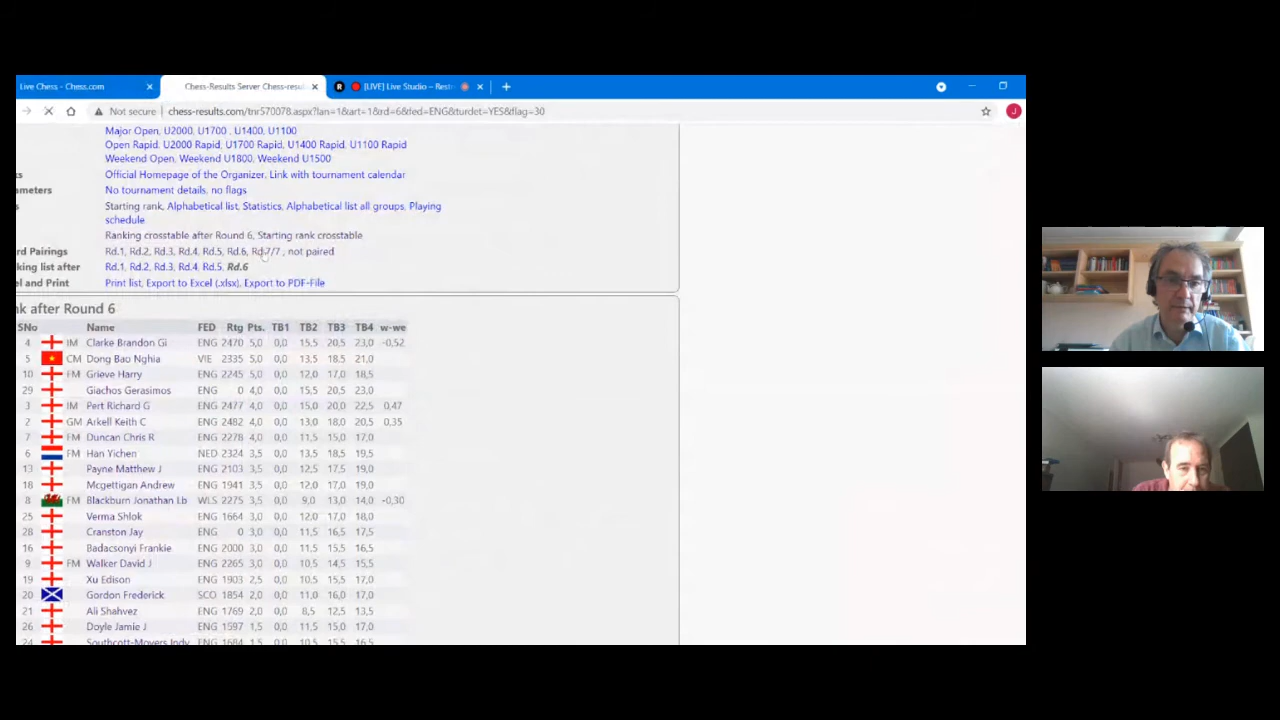 Live Chess - Chess.com
Chess-Results Server Chess-resul
[LIVE] Live Studio – Restr
Not secure | chess-results.com/tnr570078.aspx?lan=1&art=1&rd=6&fed=ENG&turdet=YES&flag=30
J
Major Open, U2000, U1700 , U1400, U1100
Open Rapid, U2000 Rapid, U1700 Rapid, U1400 Rapid, U1100 Rapid
Weekend Open, Weekend U1800, Weekend U1500
ks Official Homepage of the Organizer, Link with tournament calendar
ameters No tournament details, no flags
s Starting rank, Alphabetical list, Statistics, Alphabetical list all groups, Playing
schedule
Ranking crosstable after Round 6, Starting rank crosstable
rd Pairings Rd.1, Rd.2, Rd.3, Rd.4, Rd.5, Rd.6, Rd.7/7 , not paired
king list after Rd.1, Rd.2, Rd.3, Rd.4, Rd.5, Rd.6
el and Print Print list, Export to Excel (.xlsx), Export to PDF-File
nk after Round 6
SNo Name FED Rtg Pts. TB1 TB2 TB3 TB4 w-we
4 IM Clarke Brandon Gi ENG 2470 5,0 0,0 15,5 20,5 23,0 -0,52
5 CM Dong Bao Nghia VIE 2335 5,0 0,0 13,5 18,5 21,0
10 FM Grieve Harry ENG 2245 5,0 0,0 12,0 17,0 18,5
29 Giachos Gerasimos ENG 0 4,0 0,0 15,5 20,5 23,0
3 IM Pert Richard G ENG 2477 4,0 0,0 15,0 20,0 22,5 0,47
2 GM Arkell Keith C ENG 2482 4,0 0,0 13,0 18,0 20,5 0,35
7 FM Duncan Chris R ENG 2278 4,0 0,0 11,5 15,0 17,0
6 FM Han Yichen NED 2324 3,5 0,0 13,5 18,5 19,5
13 Payne Matthew J ENG 2103 3,5 0,0 12,5 17,5 19,0
18 Mcgettigan Andrew ENG 1941 3,5 0,0 12,0 17,0 19,0
8 FM Blackburn Jonathan Lb WLS 2275 3,5 0,0 9,0 13,0 14,0 -0,30
25 Verma Shlok ENG 1664 3,0 0,0 12,0 17,0 18,0
28 Cranston Jay ENG 0 3,0 0,0 11,5 16,5 17,5
16 Badacsonyi Frankie ENG 2000 3,0 0,0 11,5 15,5 16,5
9 FM Walker David J ENG 2265 3,0 0,0 10,5 14,5 15,5
19 Xu Edison ENG 1903 2,5 0,0 10,5 15,5 17,0
20 Gordon Frederick SCO 1854 2,0 0,0 11,0 16,0 17,0
21 Ali Shahvez ENG 1769 2,0 0,0 8,5 12,5 13,5
26 Doyle Jamie J ENG 1597 1,5 0,0 11,5 15,0 17,0
24 Southcott-Moyers Indy ENG 1684 1,5 0,0 10,5 15,5 16,5